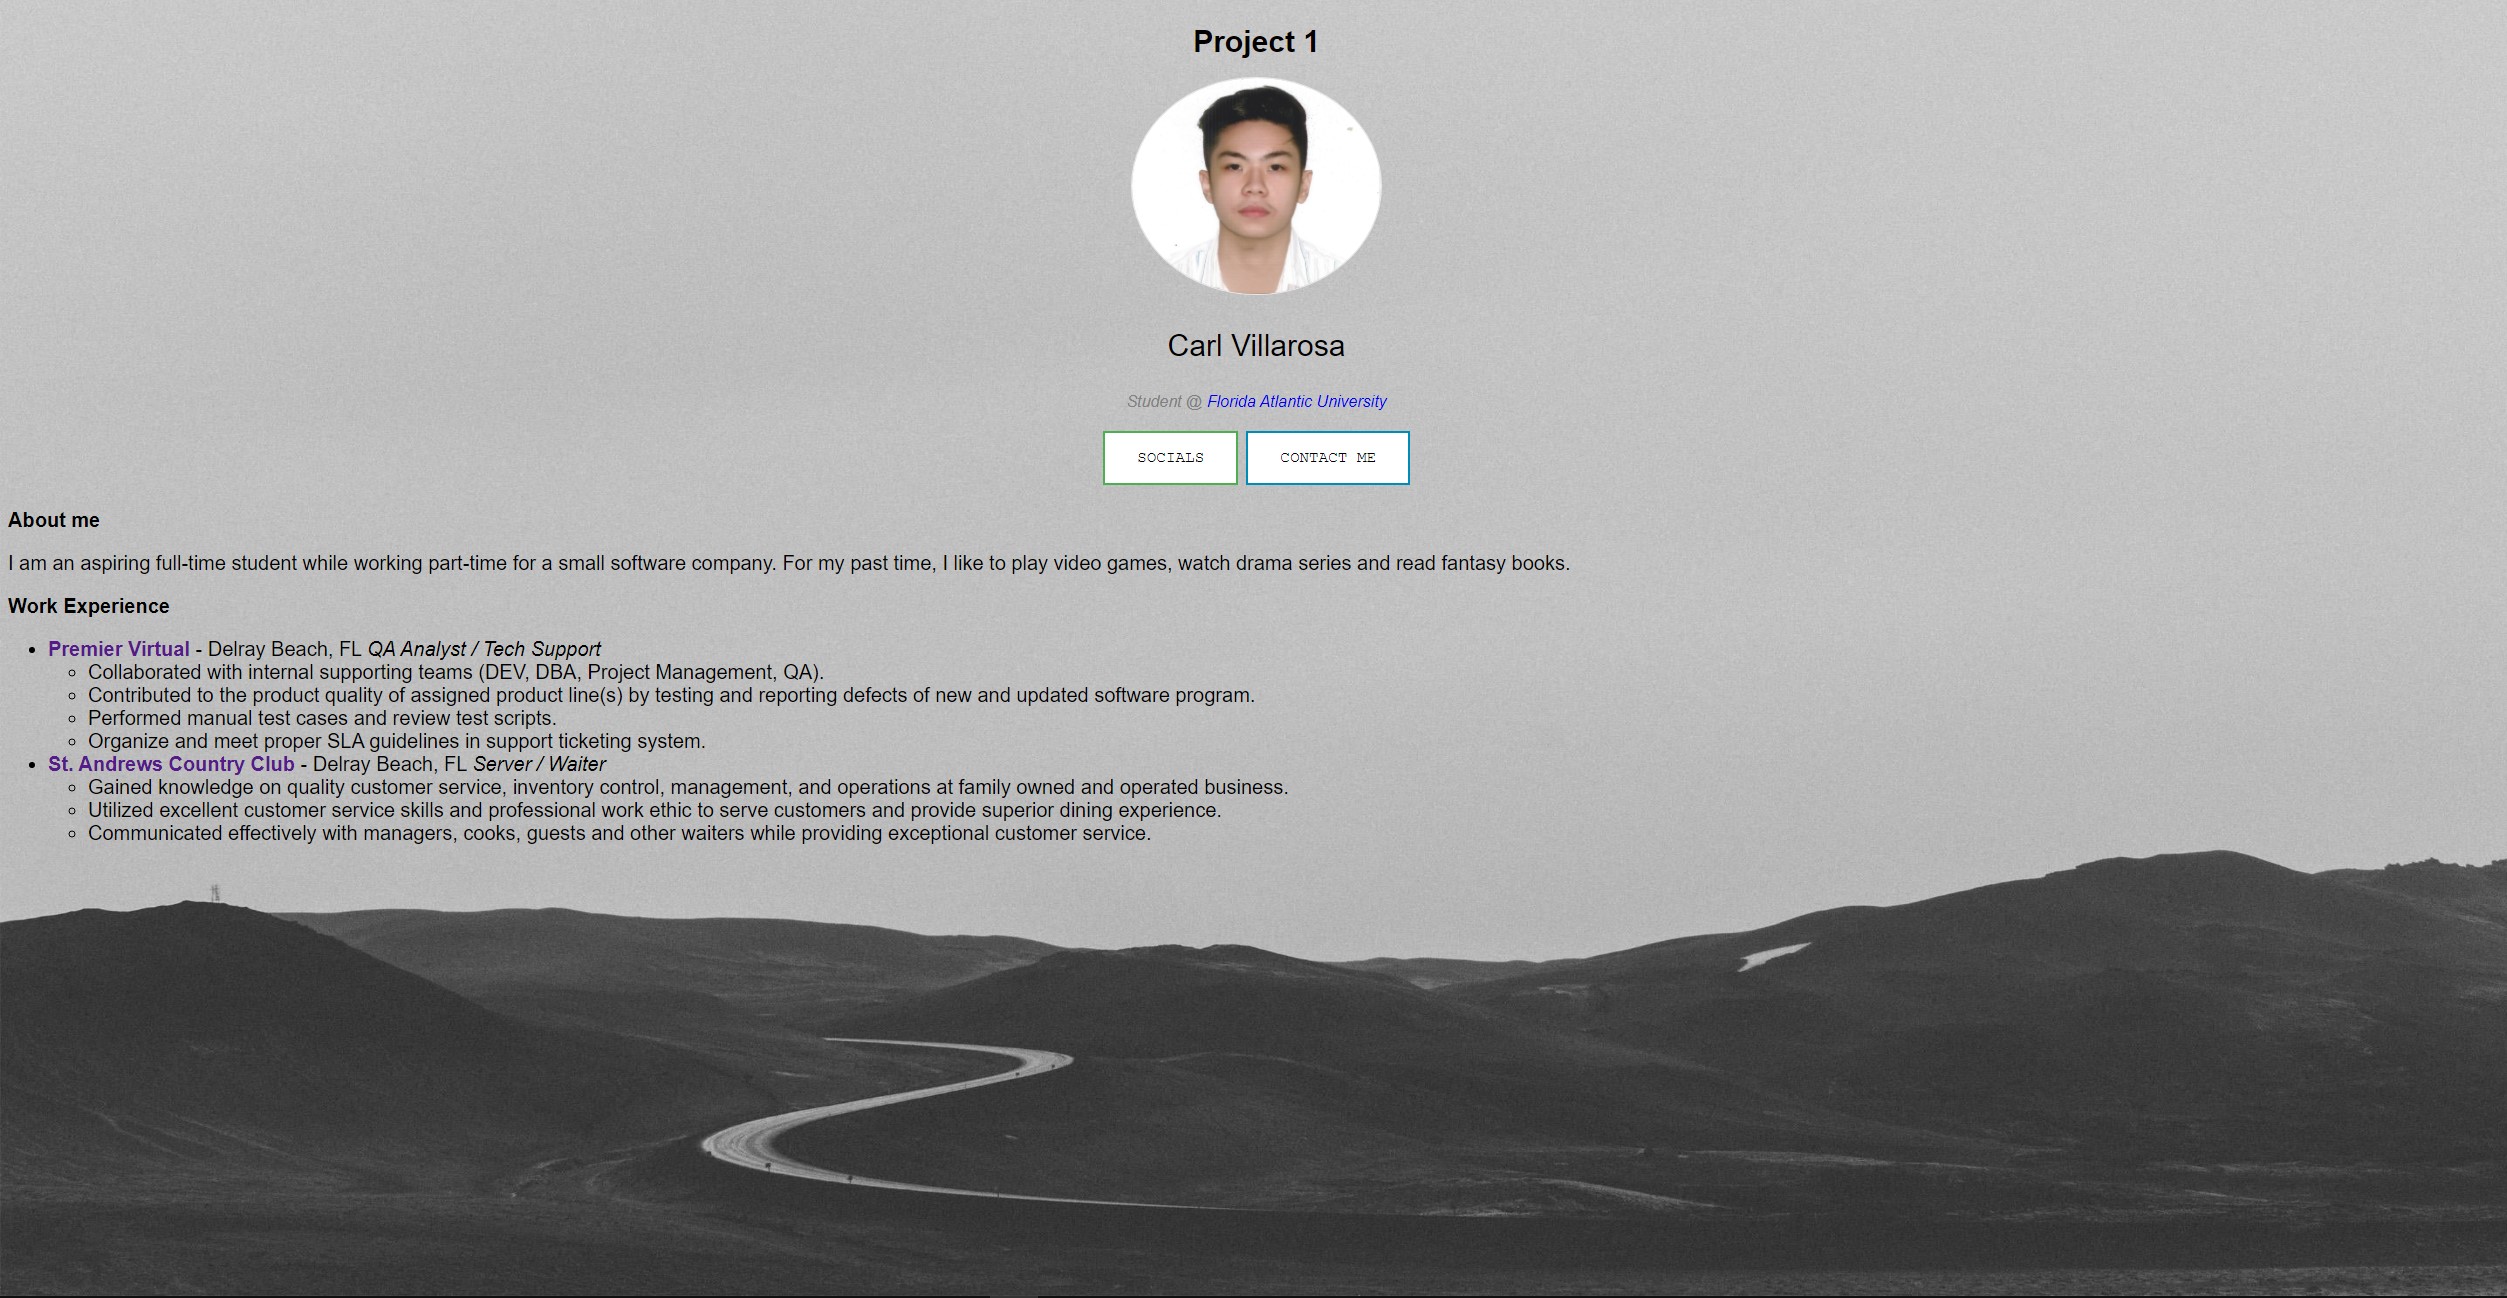 Project 1
Carl Villarosa
Student @ Florida Atlantic University
SOCIALS
CONTACT ME
About me
I am an aspiring full-time student while working part-time for a small software company. For my past time, I like to play video games, watch drama series and read fantasy books.
Work Experience
Premier Virtual - Delray Beach, FL QA Analyst / Tech Support
Collaborated with internal supporting teams (DEV, DBA, Project Management, QA).
Contributed to the product quality of assigned product line(s) by testing and reporting defects of new and updated software program.
Performed manual test cases and review test scripts.
Organize and meet proper SLA guidelines in support ticketing system.
St. Andrews Country Club - Delray Beach, FL Server / Waiter
Gained knowledge on quality customer service, inventory control, management, and operations at family owned and operated business.
Utilized excellent customer service skills and professional work ethic to serve customers and provide superior dining experience.
Communicated effectively with managers, cooks, guests and other waiters while providing exceptional customer service.